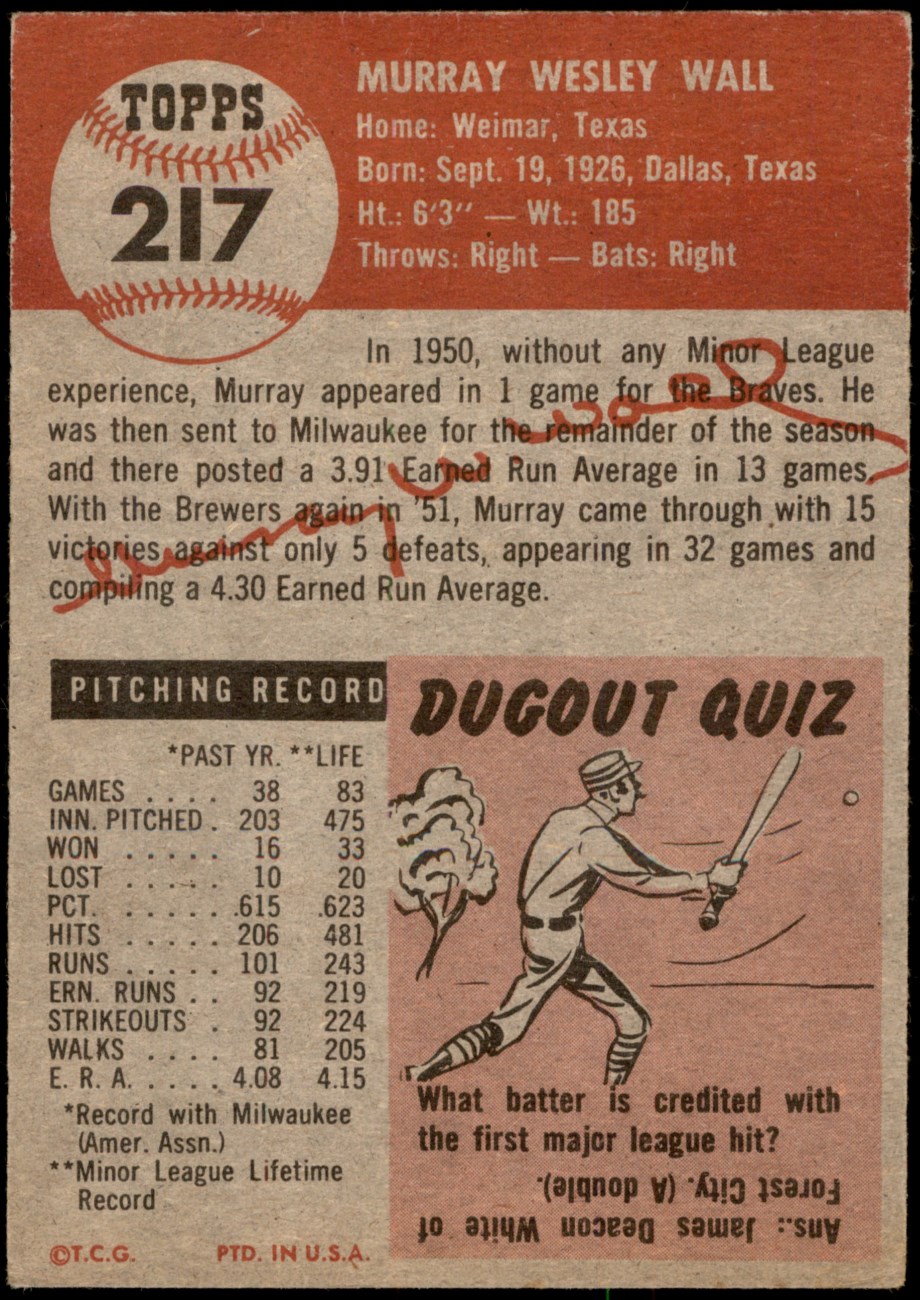 TOPPS
217
MURRAY WESLEY WALL
Home: Weimar, Texas
Born: Sept. 19, 1926, Dallas, Texas
Ht.: 6'3" — Wt.: 185
Throws: Right — Bats: Right
In 1950, without any Minor League
experience, Murray appeared in 1 game for the Braves. He
was then sent to Milwaukee for the remainder of the season
and there posted a 3.91 Earned Run Average in 13 games.
With the Brewers again in '51, Murray came through with 15
victories against only 5 defeats, appearing in 32 games and
compiling a 4.30 Earned Run Average.
Murray W. Wall
PITCHING RECORD
*PAST YR. **LIFE
GAMES . . . . 38 83
INN. PITCHED . 203 475
WON . . . . . 16 33
LOST . . . . . 10 20
PCT. . . . . . .615 .623
HITS . . . . . 206 481
RUNS . . . . . 101 243
ERN. RUNS . . 92 219
STRIKEOUTS . 92 224
WALKS . . . . 81 205
E. R. A. . . . . 4.08 4.15
*Record with Milwaukee
(Amer. Assn.)
**Minor League Lifetime
Record
©T.C.G. PTD. IN U.S.A.
DUGOUT QUIZ
What batter is credited with
the first major league hit?
Ans.: James Deacon White of
Forest City. (A double).